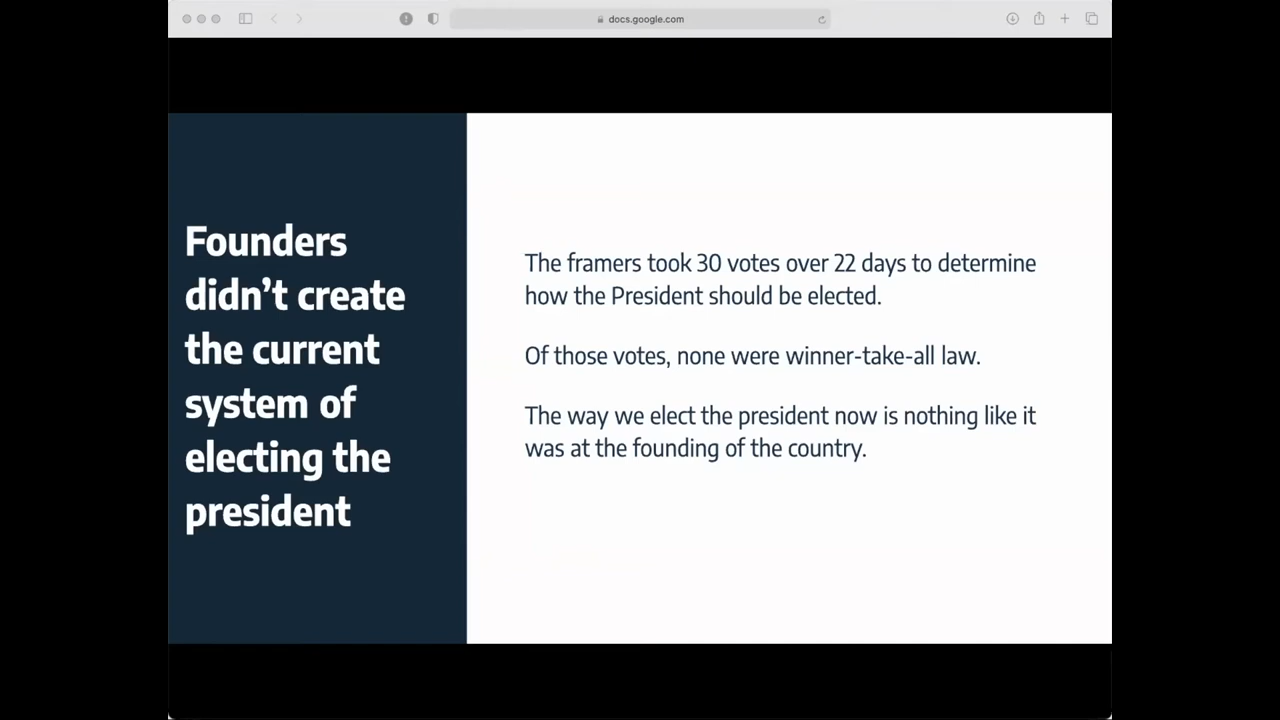 docs.google.com
Founders
didn’t create
the current
system of
electing the
president
The framers took 30 votes over 22 days to determine
how the President should be elected.
Of those votes, none were winner-take-all law.
The way we elect the president now is nothing like it
was at the founding of the country.